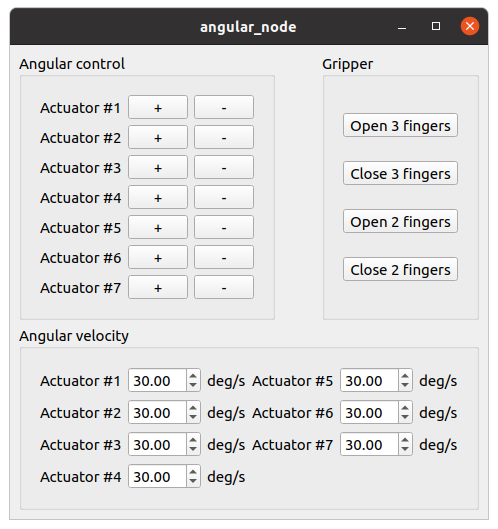 angular_node
Angular control
Actuator #1 + -
Actuator #2 + -
Actuator #3 + -
Actuator #4 + -
Actuator #5 + -
Actuator #6 + -
Actuator #7 + -
Gripper
Open 3 fingers
Close 3 fingers
Open 2 fingers
Close 2 fingers
Angular velocity
Actuator #1 30.00 deg/s Actuator #5 30.00 deg/s
Actuator #2 30.00 deg/s Actuator #6 30.00 deg/s
Actuator #3 30.00 deg/s Actuator #7 30.00 deg/s
Actuator #4 30.00 deg/s